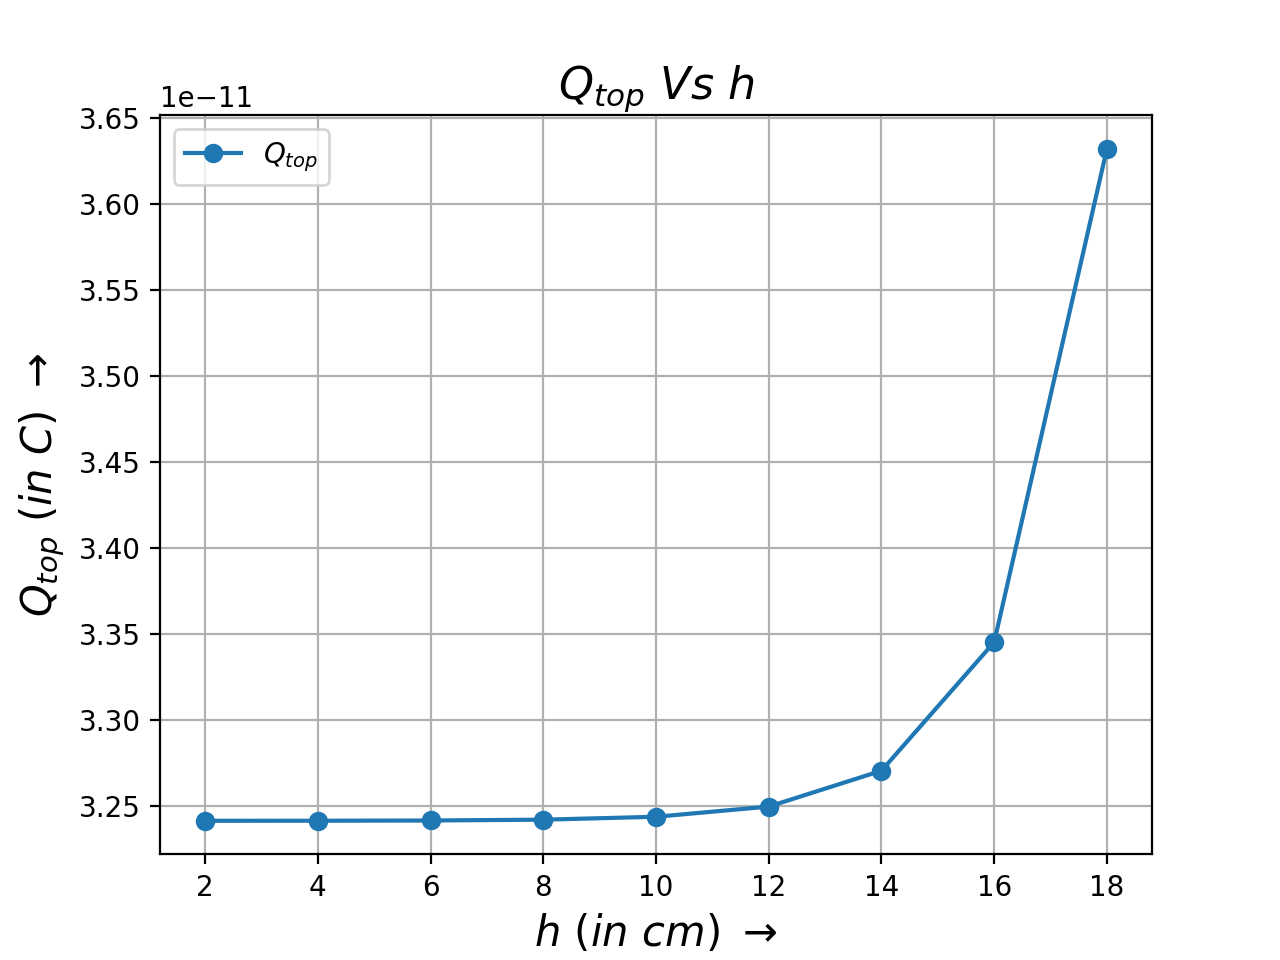 Q_top Vs h
1e−11
3.65
3.60
3.55
3.50
3.45
3.40
3.35
3.30
3.25
Q_top
Q_top (in C) →
2 4 6 8 10 12 14 16 18
h (in cm) →